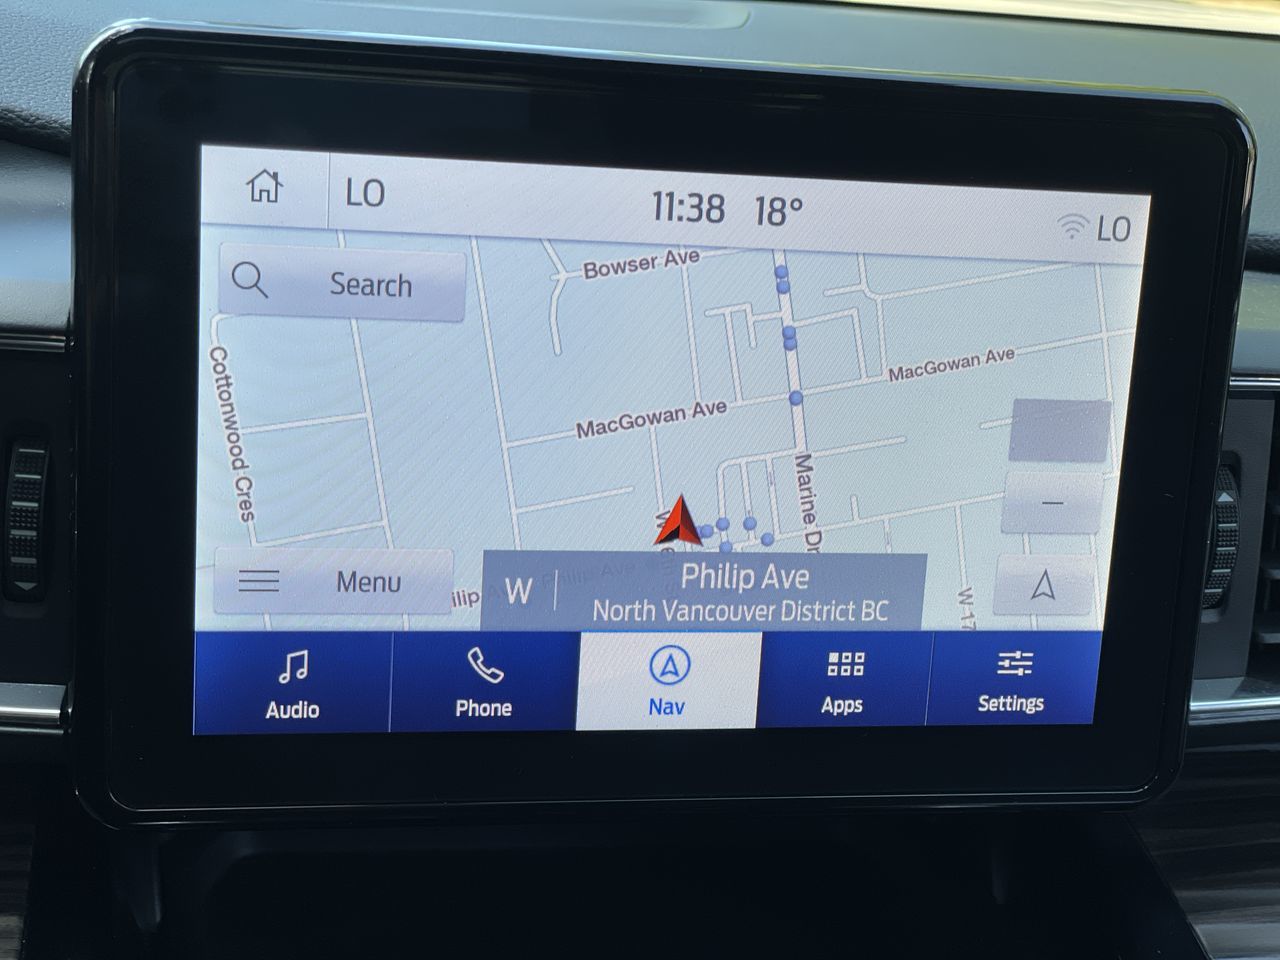 LO
11:38 18°
LO
Search
Bowser Ave
MacGowan Ave
MacGowan Ave
Cottonwood Cres
Marine Dr
W 17
Menu
W
Philip Ave
North Vancouver District BC
Audio
Phone
Nav
Apps
Settings